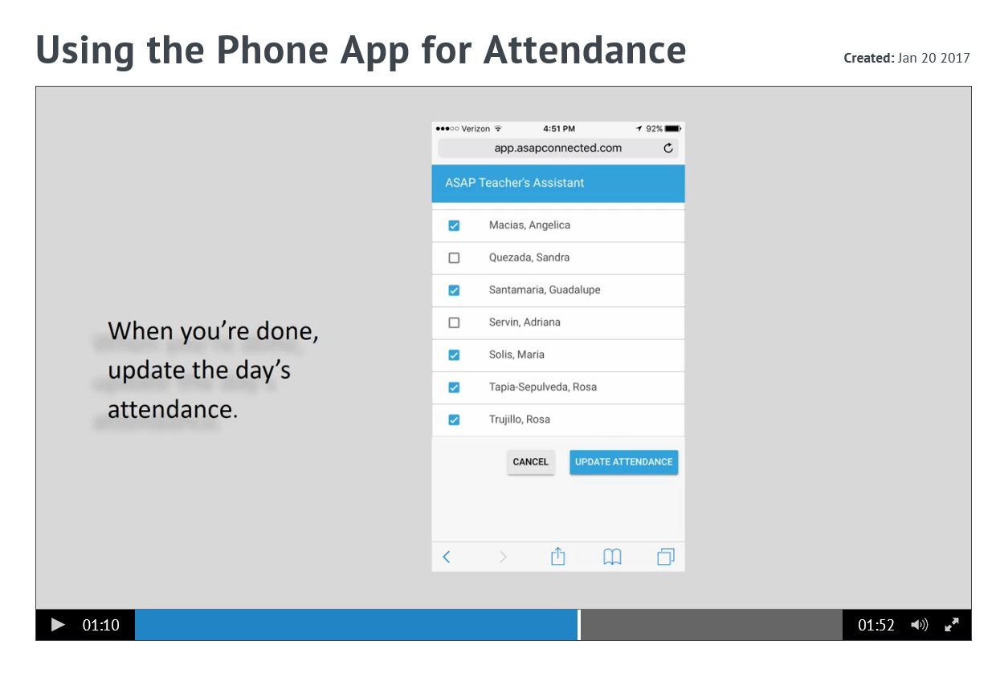 Using the Phone App for Attendance
Created: Jan 20 2017
Verizon 4:51 PM 92%
app.asapconnected.com
ASAP Teacher's Assistant
Macias, Angelica
Quezada, Sandra
Santamaria, Guadalupe
Servin, Adriana
Solis, Maria
Tapia-Sepulveda, Rosa
Trujillo, Rosa
CANCEL UPDATE ATTENDANCE
When you're done,
update the day's
attendance.
01:10 01:52